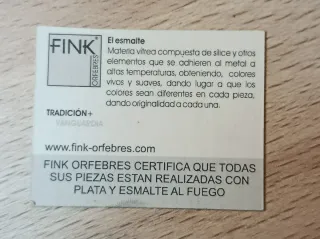 FINK
ORFEBRES
El esmalte
Materia vítrea compuesta de sílice y otros
elementos que se adhieren al metal a
altas temperaturas, obteniendo, colores
vivos y suaves, dando lugar a que los
colores sean diferentes en cada pieza,
dando originalidad a cada una.
TRADICIÓN+
www.fink-orfebres.com
FINK ORFEBRES CERTIFICA QUE TODAS
SUS PIEZAS ESTAN REALIZADAS CON
PLATA Y ESMALTE AL FUEGO